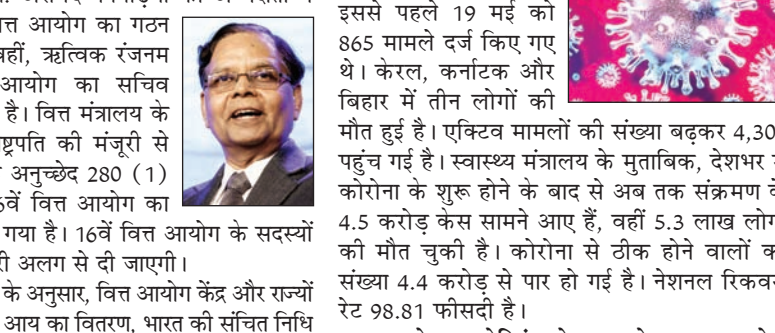 त्त आयोग का गठन
वहीं, ऋत्विक रंजनम
आयोग का सचिव
है। वित्त मंत्रालय के
ाष्ट्रपति की मंजूरी से
अनुच्छेद 280 (1)
6वें वित्त आयोग का
गया है। 16वें वित्त आयोग के सदस्यों
री अलग से दी जाएगी।
के अनुसार, वित्त आयोग केंद्र और राज्यों
आय का वितरण, भारत की संचित निधि
इससे पहले 19 मई को
865 मामले दर्ज किए गए
थे। केरल, कर्नाटक और
बिहार में तीन लोगों की
मौत हुई है। एक्टिव मामलों की संख्या बढ़कर 4,30
पहुंच गई है। स्वास्थ्य मंत्रालय के मुताबिक, देशभर
कोरोना के शुरू होने के बाद से अब तक संक्रमण
4.5 करोड़ केस सामने आए हैं, वहीं 5.3 लाख लोग
की मौत चुकी है। कोरोना से ठीक होने वालों क
संख्या 4.4 करोड़ से पार हो गई है। नेशनल रिकवर
रेट 98.81 फीसदी है।